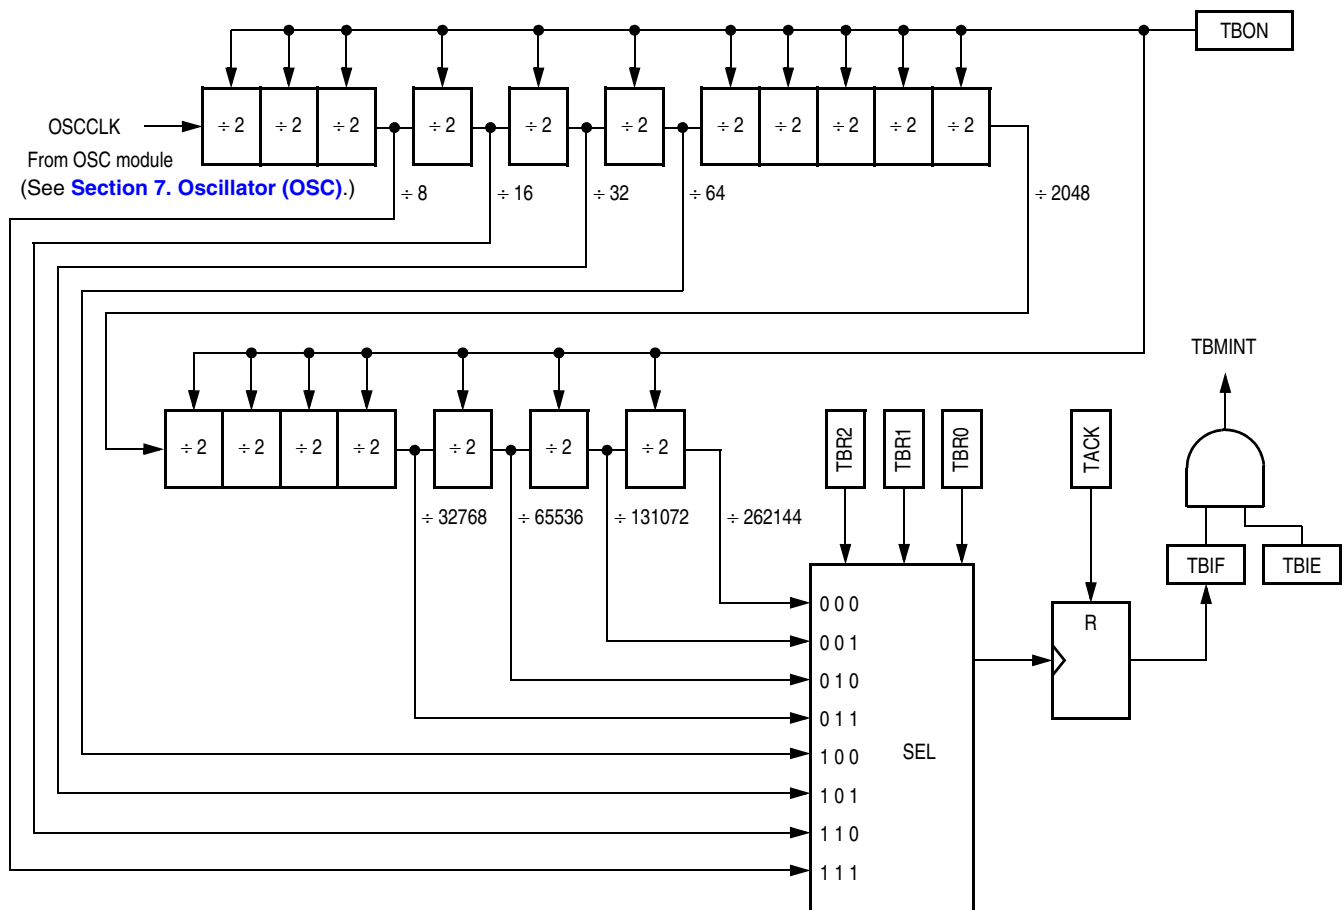 TBON
OSCCLK
÷ 2 ÷ 2 ÷ 2 ÷ 2 ÷ 2 ÷ 2 ÷ 2 ÷ 2 ÷ 2 ÷ 2 ÷ 2
From OSC module
(See Section 7. Oscillator (OSC).)
÷ 8 ÷ 16 ÷ 32 ÷ 64 ÷ 2048
TBMINT
÷ 2 ÷ 2 ÷ 2 ÷ 2 ÷ 2 ÷ 2 ÷ 2
TBR2 TBR1 TBR0 TACK
÷ 32768 ÷ 65536 ÷ 131072 ÷ 262144
TBIF TBIE
0 0 0
R
0 0 1
0 1 0
0 1 1
1 0 0
SEL
1 0 1
1 1 0
1 1 1